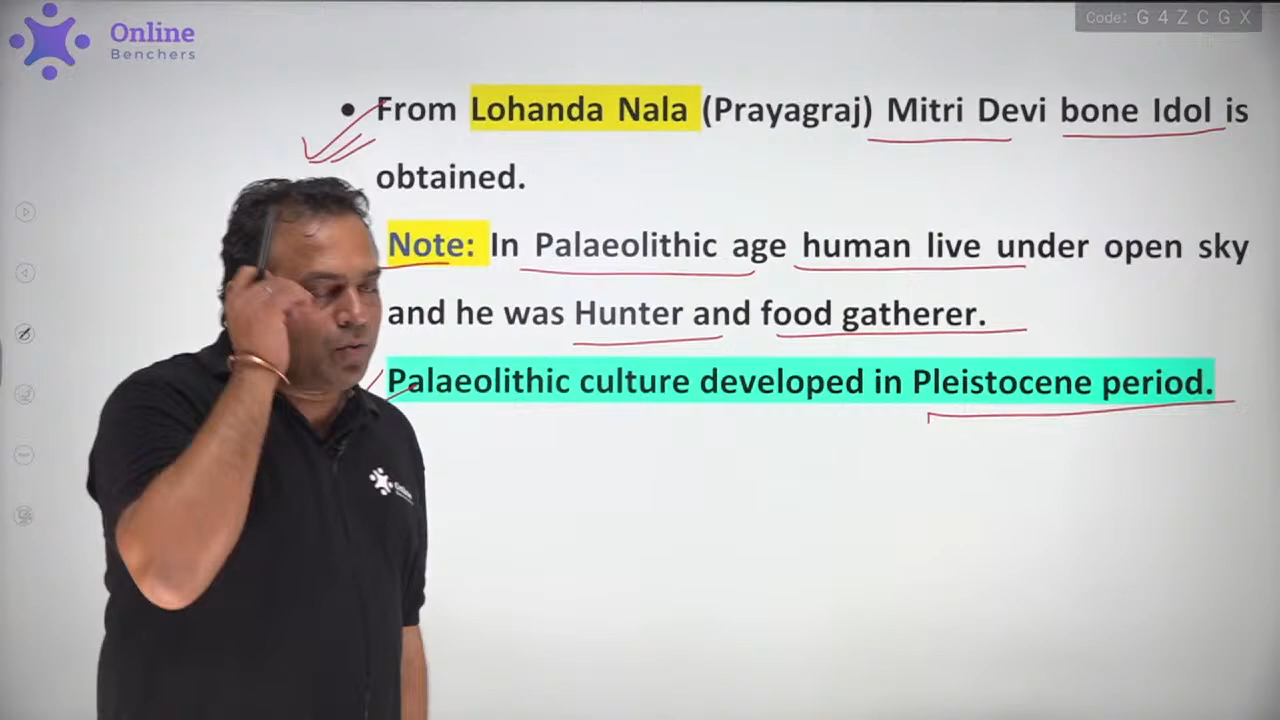 Online
Benchers
Code: G 4 Z C G X
• From Lohanda Nala (Prayagraj) Mitri Devi bone Idol is
obtained.
Note: In Palaeolithic age human live under open sky
and he was Hunter and food gatherer.
Palaeolithic culture developed in Pleistocene period.
Online